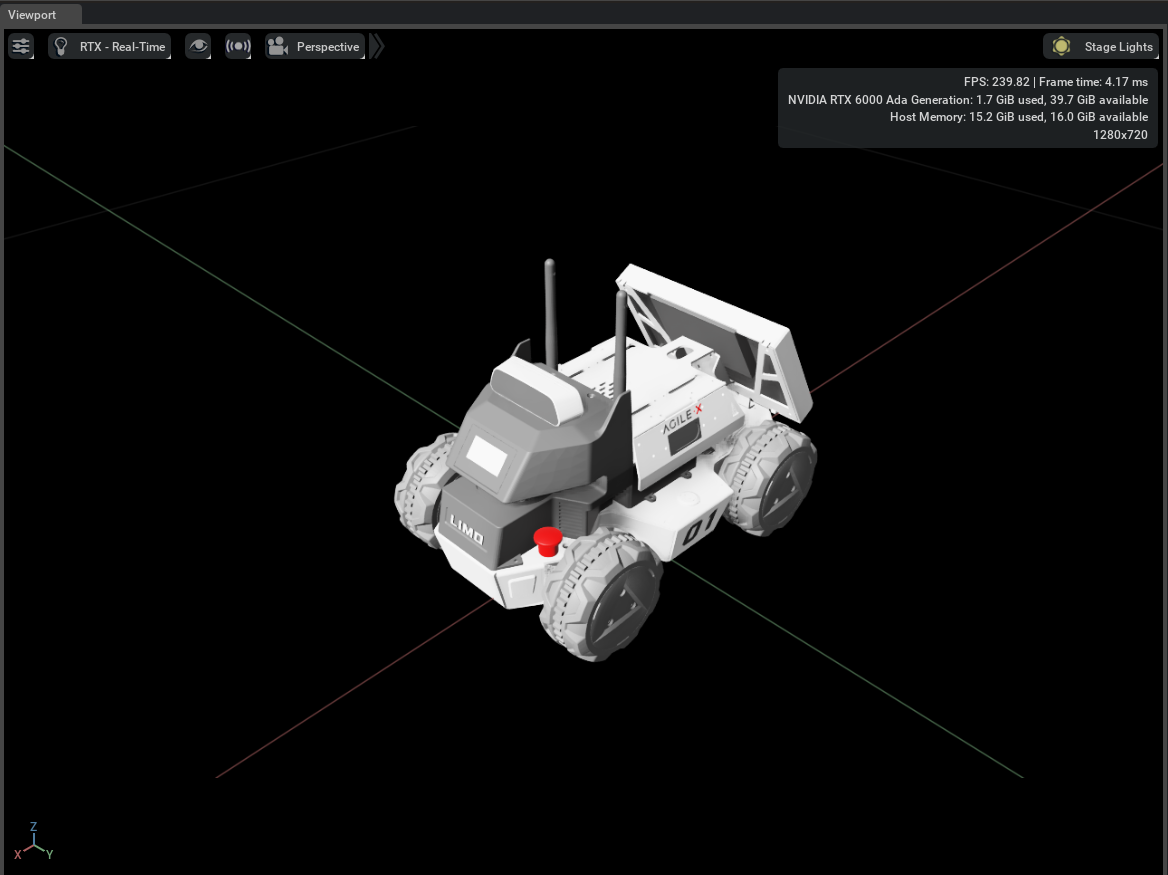 Viewport
RTX - Real-Time
Perspective
Stage Lights
FPS: 239.82 | Frame time: 4.17 ms
NVIDIA RTX 6000 Ada Generation: 1.7 GiB used, 39.7 GiB available
Host Memory: 15.2 GiB used, 16.0 GiB available
1280x720
AGILE·X
LIMO
01
Z
X
Y